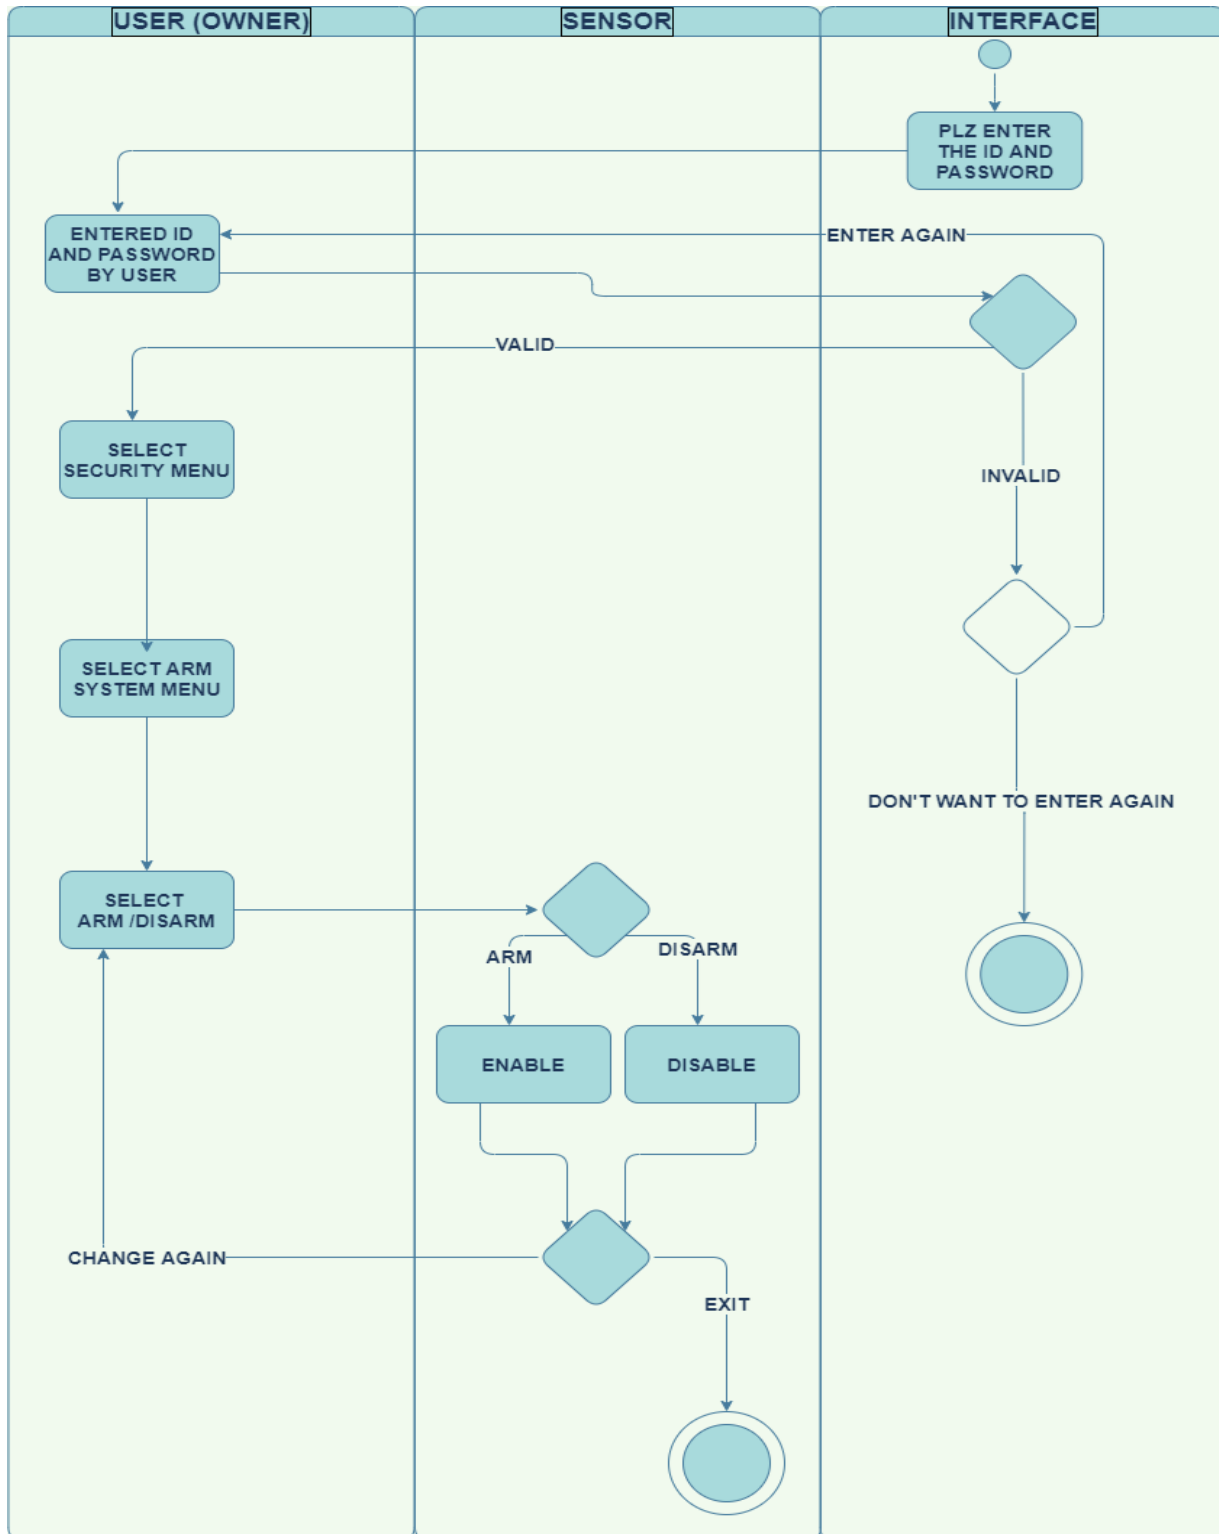 USER (OWNER)
SENSOR
INTERFACE
PLZ ENTER
THE ID AND
PASSWORD
ENTERED ID
AND PASSWORD
BY USER
ENTER AGAIN
VALID
SELECT
SECURITY MENU
INVALID
SELECT ARM
SYSTEM MENU
DON'T WANT TO ENTER AGAIN
SELECT
ARM /DISARM
ARM
DISARM
ENABLE
DISABLE
CHANGE AGAIN
EXIT